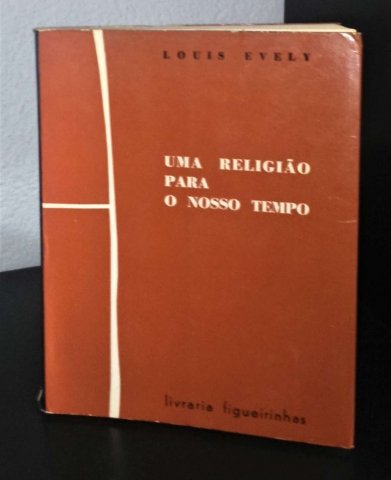 LOUIS EVELY
UMA RELIGIÃO
PARA
O NOSSO TEMPO
livraria figueirinhas